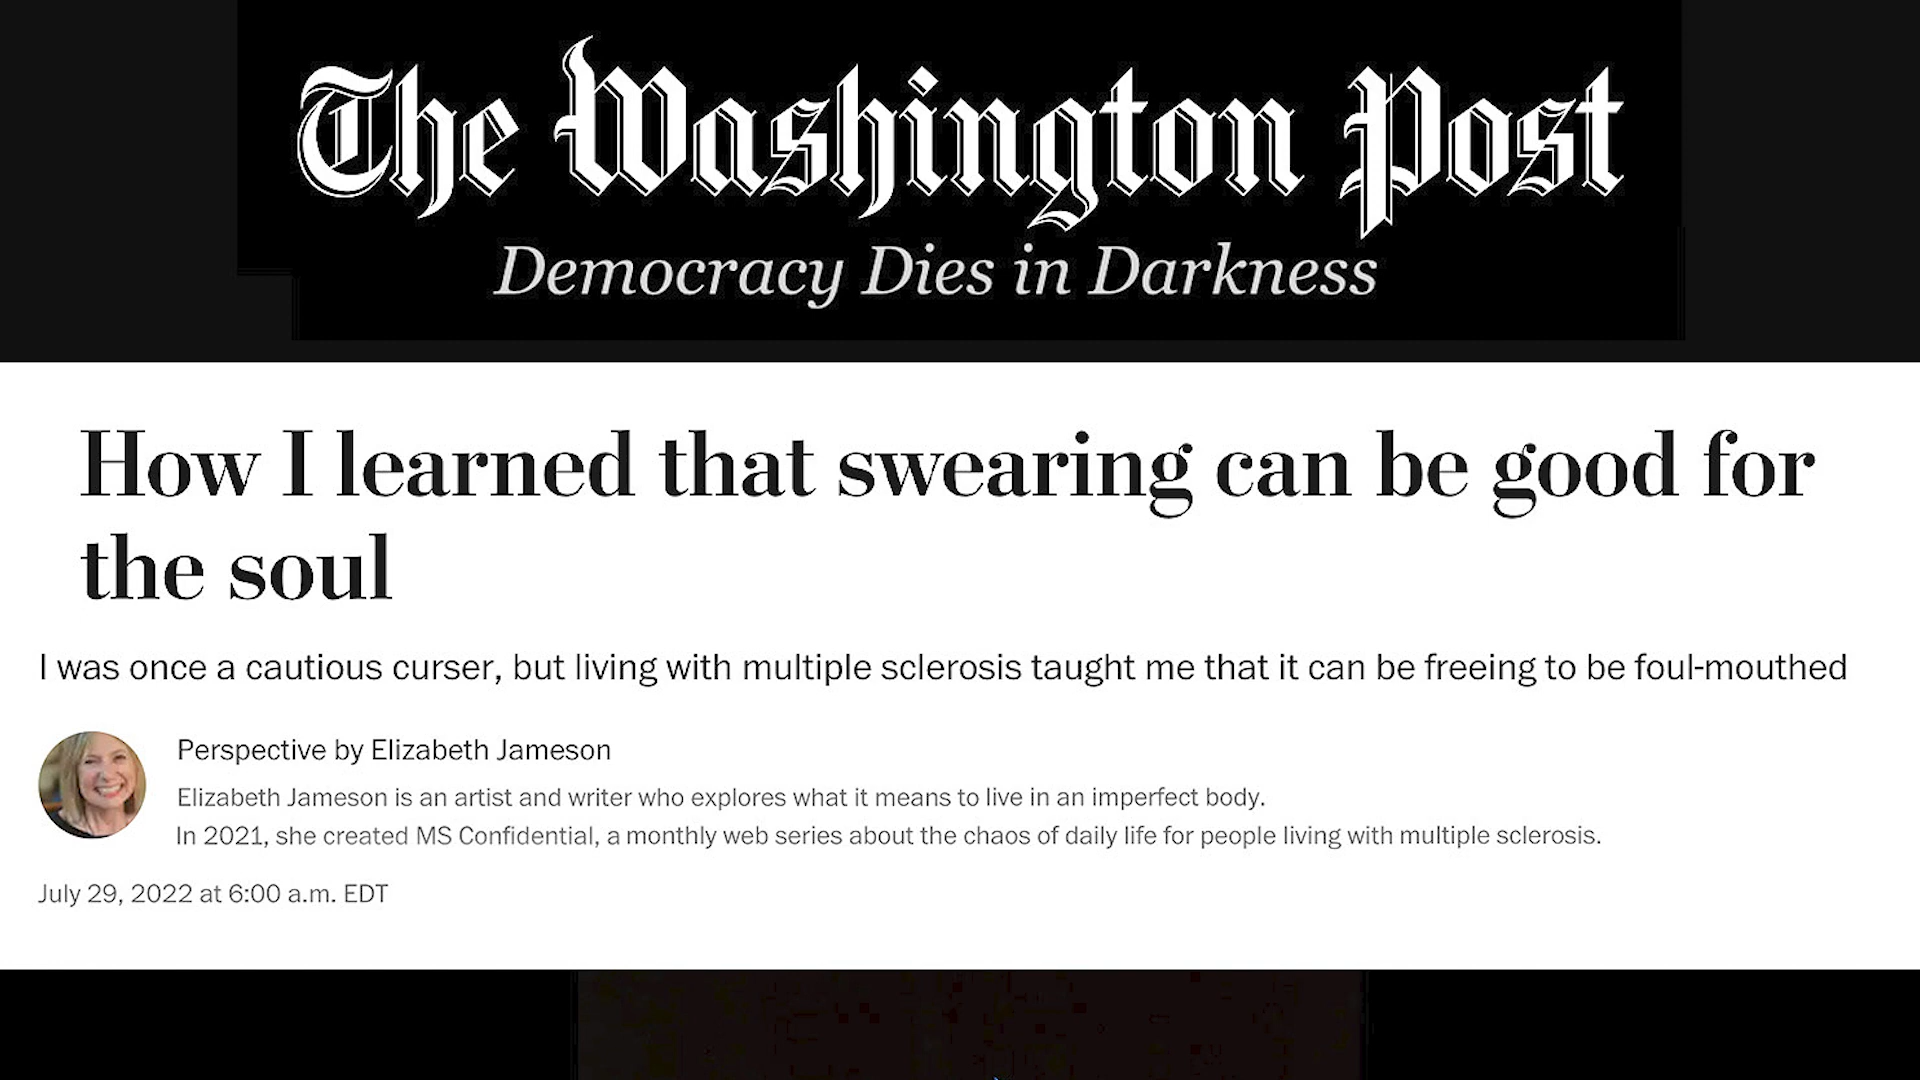 The Washington Post
Democracy Dies in Darkness
How I learned that swearing can be good for
the soul
I was once a cautious curser, but living with multiple sclerosis taught me that it can be freeing to be foul-mouthed
Perspective by Elizabeth Jameson
Elizabeth Jameson is an artist and writer who explores what it means to live in an imperfect body.
In 2021, she created MS Confidential, a monthly web series about the chaos of daily life for people living with multiple sclerosis.
July 29, 2022 at 6:00 a.m. EDT